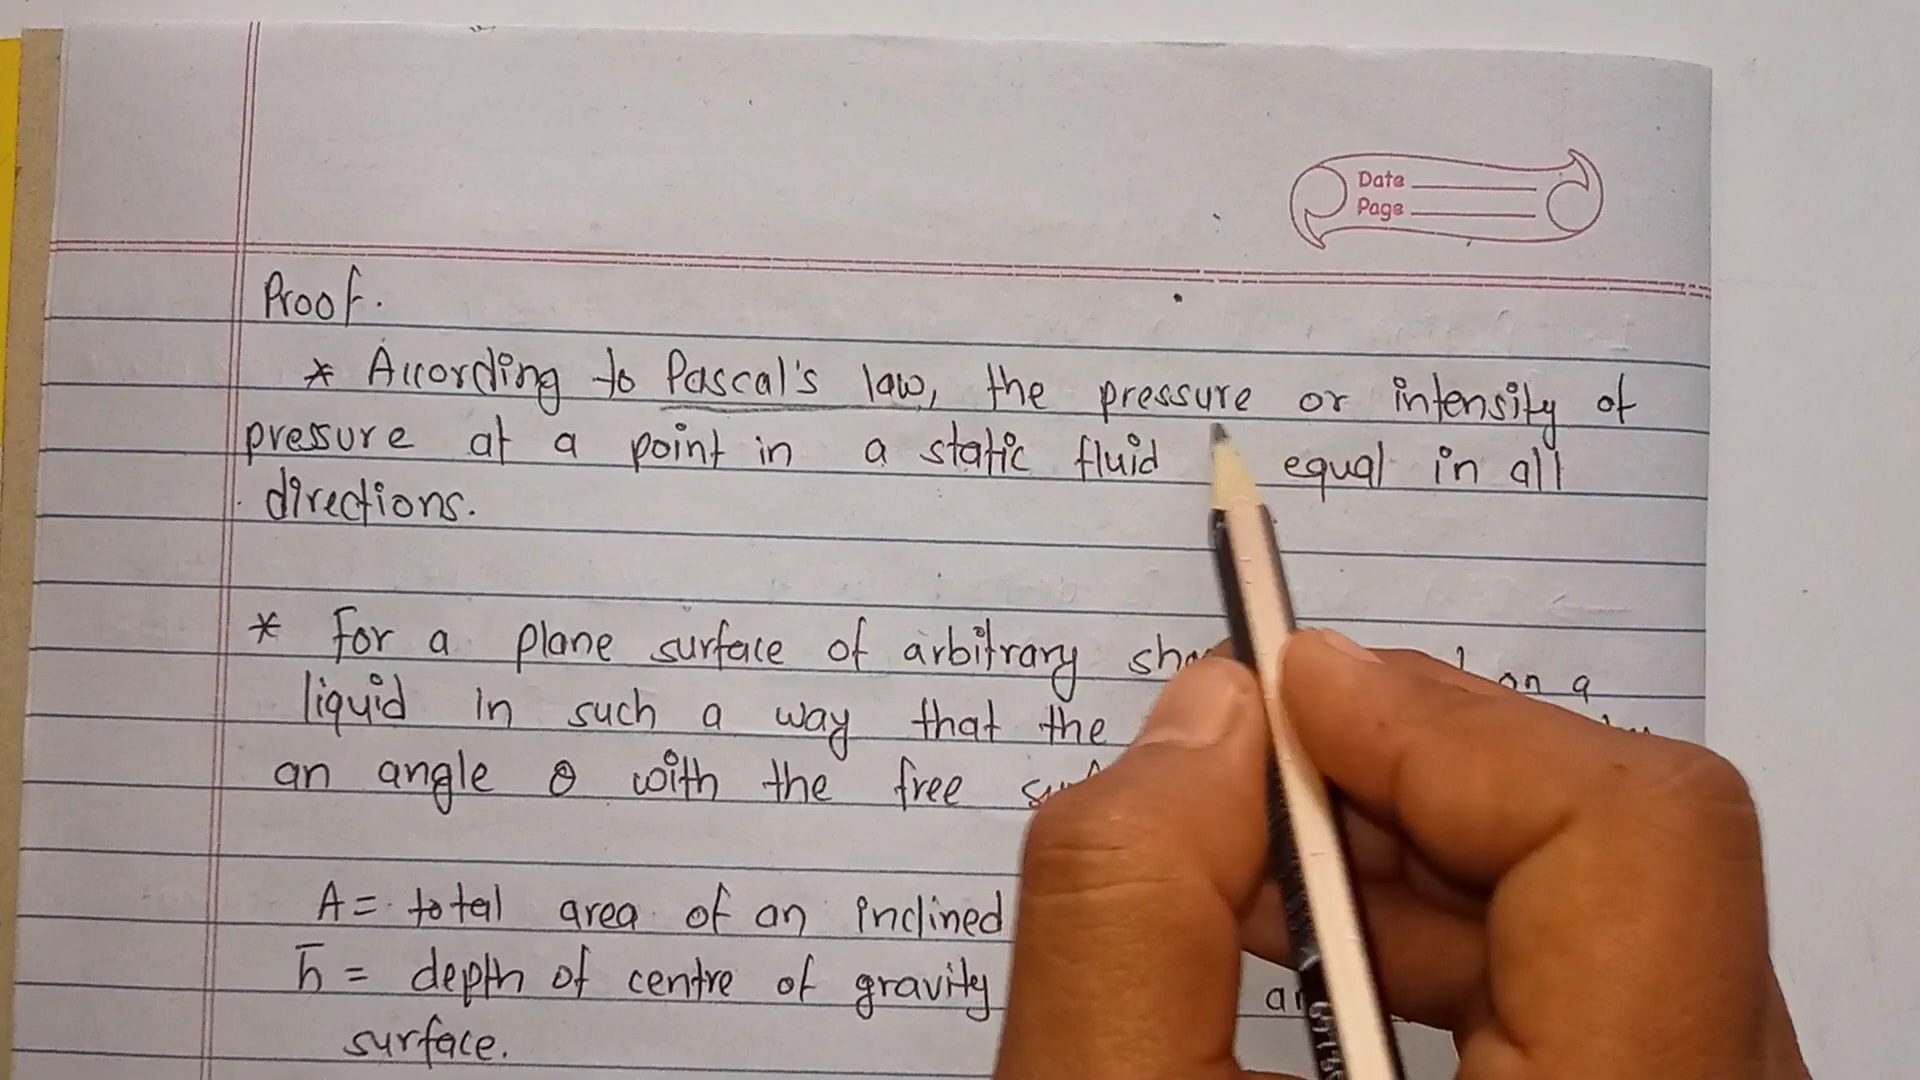 Date
Page
Proof.
* According to Pascal's law, the pressure or intensity of
pressure at a point in a static fluid equal in all
directions.
* For a plane surface of arbitrary on a
liquid in such a way that the
an angle θ with the free
A = total area of an inclined
h̄ = depth of centre of gravity
surface.